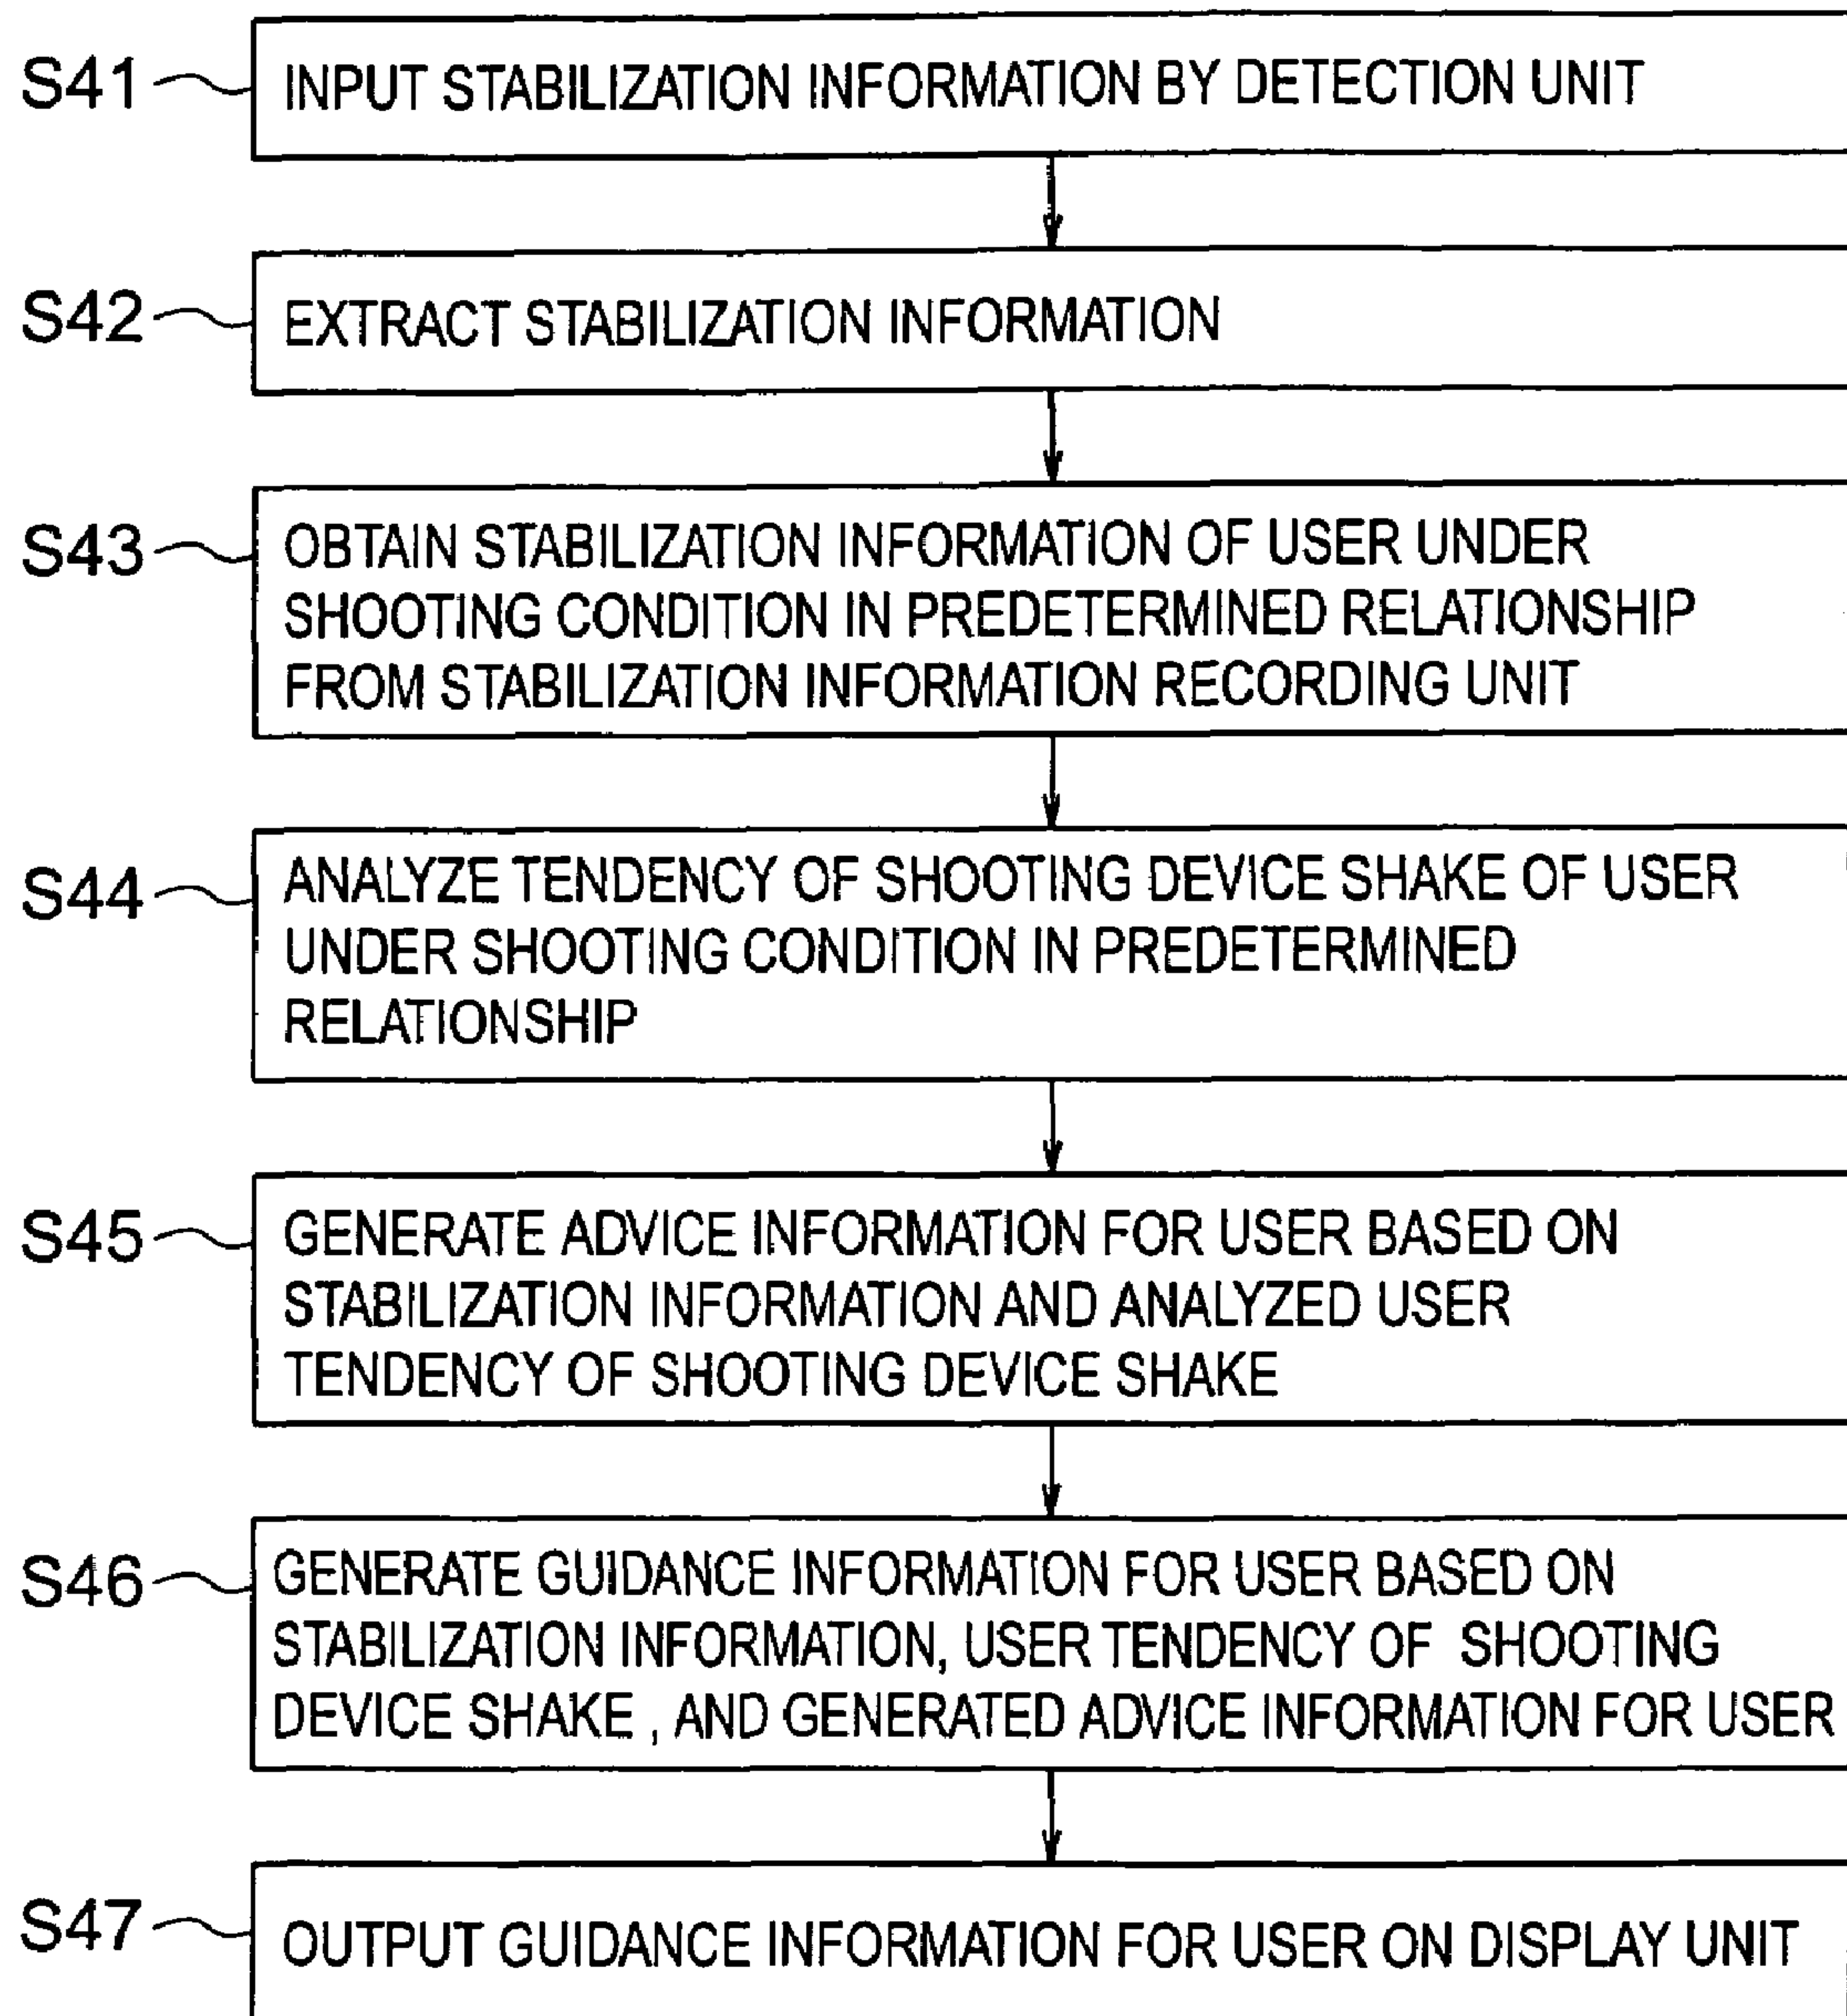 S41 INPUT STABILIZATION INFORMATION BY DETECTION UNIT
S42 EXTRACT STABILIZATION INFORMATION
S43 OBTAIN STABILIZATION INFORMATION OF USER UNDER
SHOOTING CONDITION IN PREDETERMINED RELATIONSHIP
FROM STABILIZATION INFORMATION RECORDING UNIT
S44 ANALYZE TENDENCY OF SHOOTING DEVICE SHAKE OF USER
UNDER SHOOTING CONDITION IN PREDETERMINED
RELATIONSHIP
S45 GENERATE ADVICE INFORMATION FOR USER BASED ON
STABILIZATION INFORMATION AND ANALYZED USER
TENDENCY OF SHOOTING DEVICE SHAKE
S46 GENERATE GUIDANCE INFORMATION FOR USER BASED ON
STABILIZATION INFORMATION, USER TENDENCY OF SHOOTING
DEVICE SHAKE , AND GENERATED ADVICE INFORMATION FOR USER
S47 OUTPUT GUIDANCE INFORMATION FOR USER ON DISPLAY UNIT